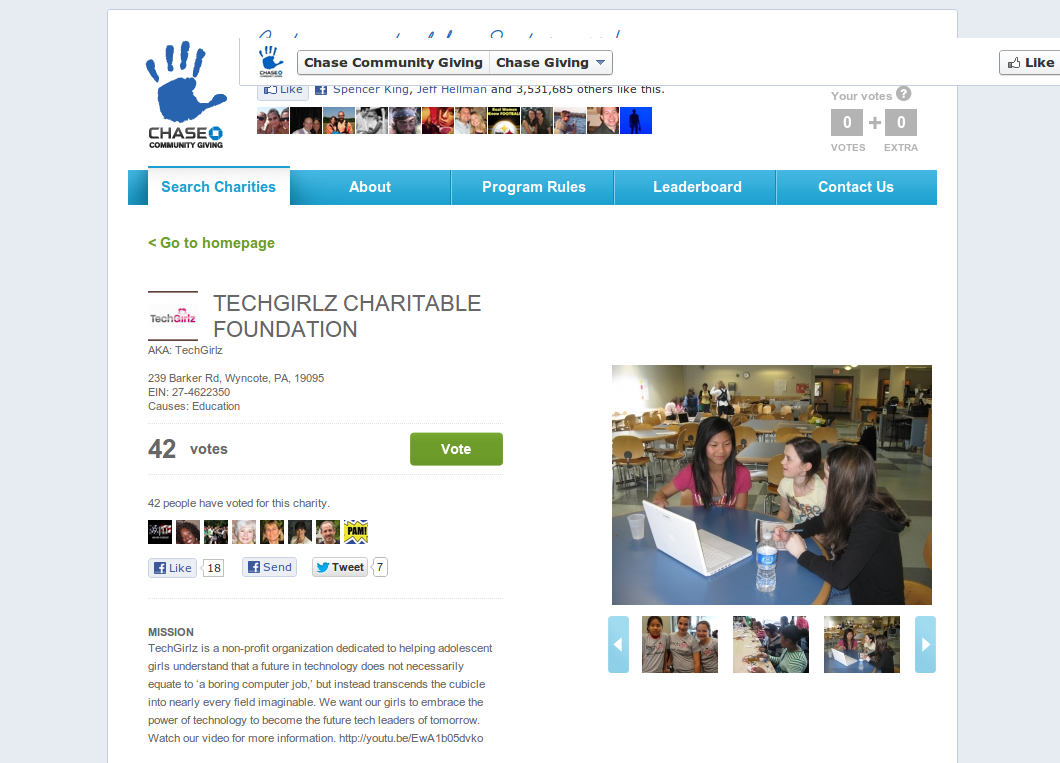 CHASE
COMMUNITY GIVING
Chase Community Giving
Chase Giving
Like
Like
Spencer King, Jeff Hellman and 3,531,685 others like this.
Your votes ?
0 + 0
VOTES EXTRA
Search Charities
About
Program Rules
Leaderboard
Contact Us
< Go to homepage
TechGirlz
TECHGIRLZ CHARITABLE
FOUNDATION
AKA: TechGirlz
239 Barker Rd, Wyncote, PA, 19095
EIN: 27-4622350
Causes: Education
42 votes
Vote
42 people have voted for this charity.
PAMI
Like 18
Send
Tweet 7
MISSION
TechGirlz is a non-profit organization dedicated to helping adolescent
girls understand that a future in technology does not necessarily
equate to ‘a boring computer job,’ but instead transcends the cubicle
into nearly every field imaginable. We want our girls to embrace the
power of technology to become the future tech leaders of tomorrow.
Watch our video for more information. http://youtu.be/EwA1b05dvko